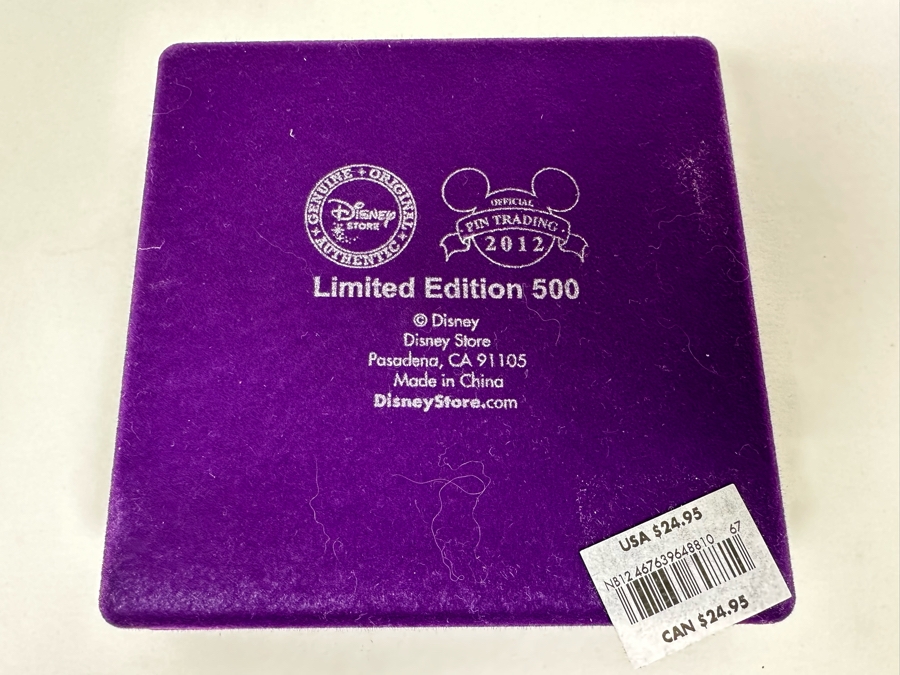 GENUINE ORIGINAL AUTHENTIC
Disney
STORE
OFFICIAL
PIN TRADING
2012
Limited Edition 500
© Disney
Disney Store
Pasadena, CA 91105
Made in China
DisneyStore.com
USA $24.95
NB12 467639648810 67
CAN $24.95